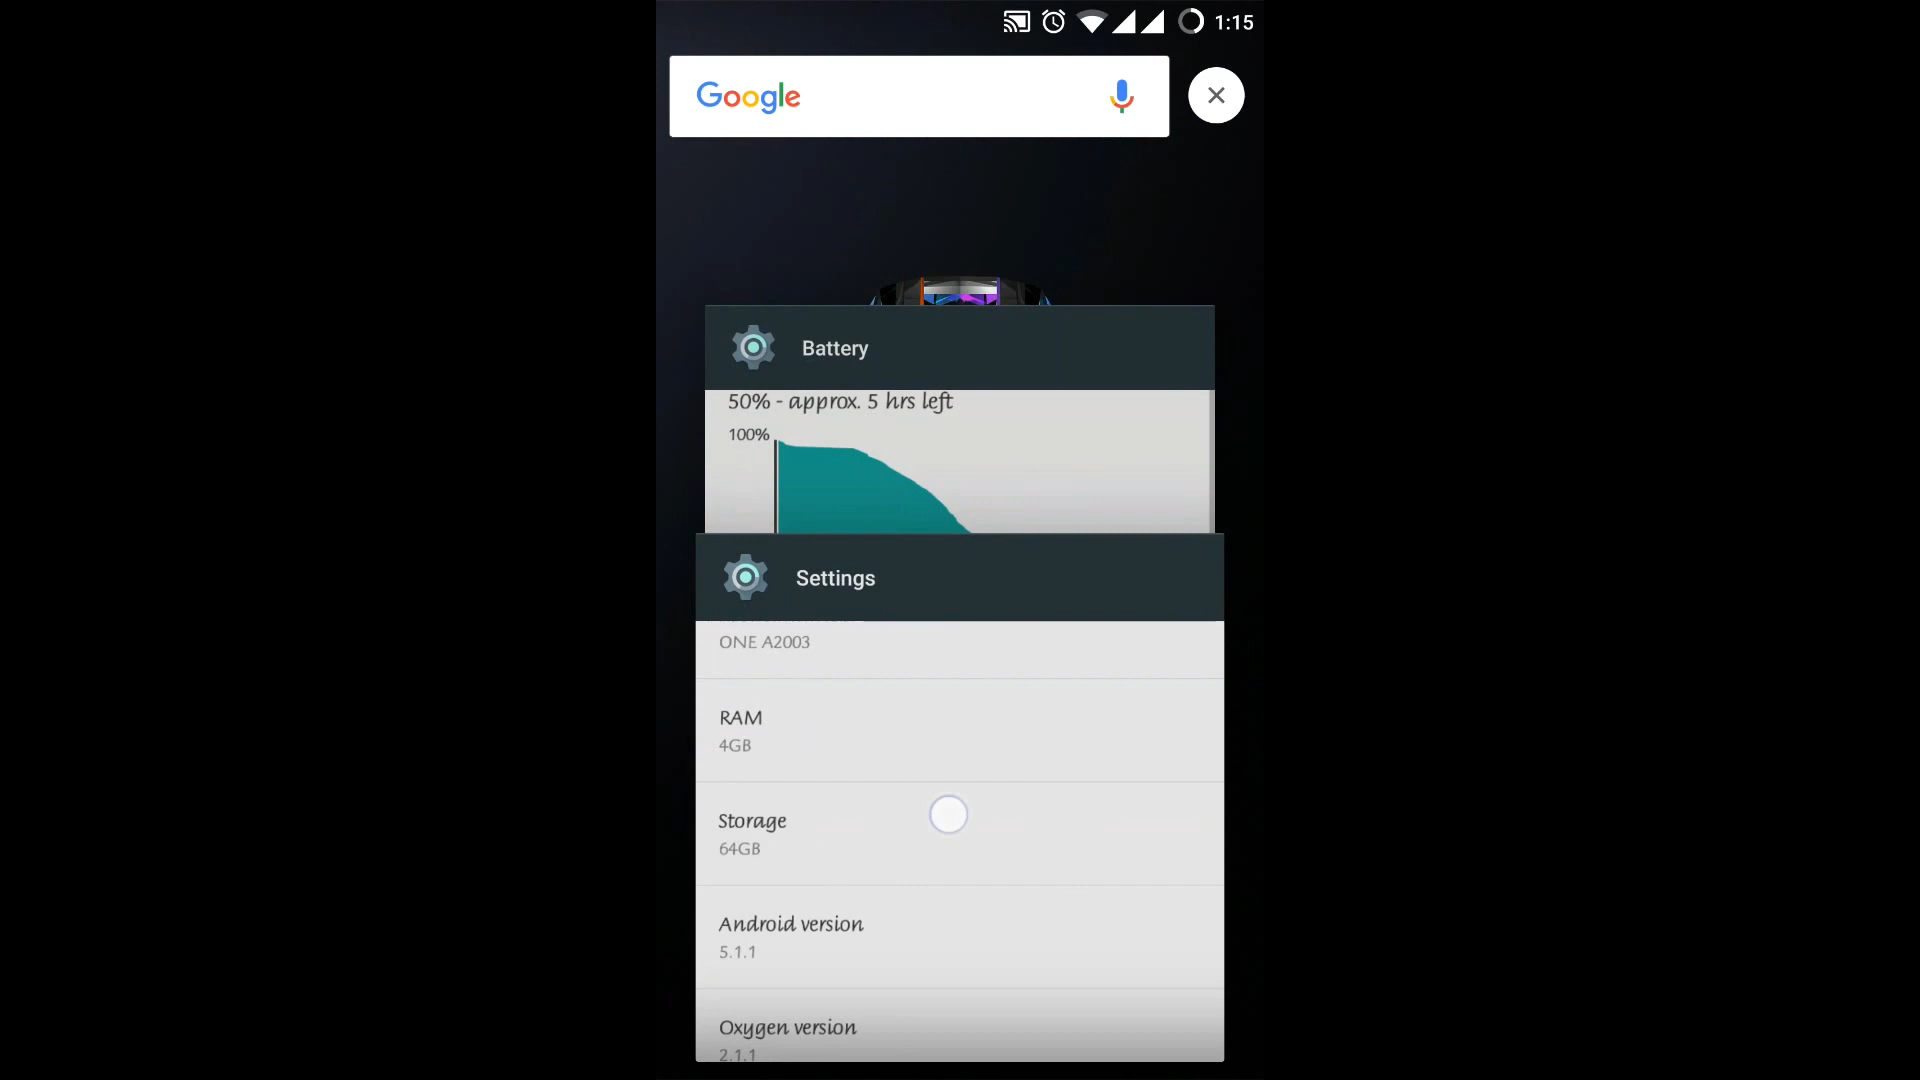 1:15
Google
Battery
50% - approx. 5 hrs left
100%
Settings
ONE A2003
RAM
4GB
Storage
64GB
Android version
5.1.1
Oxygen version
2.1.1